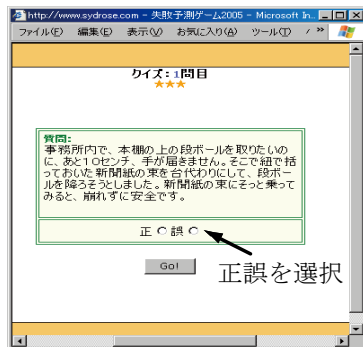 http://www.sydrose.com - 失敗予測ゲーム2005 - Microsoft In...
ファイル(F) 編集(E) 表示(V) お気に入り(A) ツール(T) »
クイズ:1問目
★★★
質問:
事務所内で、本棚の上の段ボールを取りたいの
に、あと10センチ、手が届きません。そこで紐で括
っておいた新聞紙の束を台代わりにして、段ボー
ルを降ろそうとしました。新聞紙の束にそっと乗って
みると、崩れずに安全です。
正 誤
Go!
正誤を選択